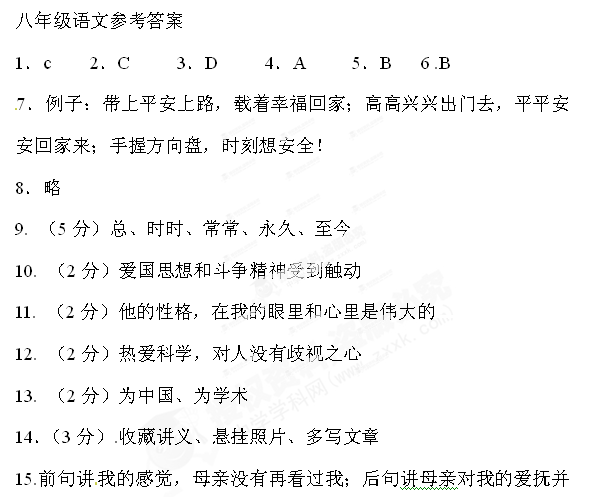 八年级语文参考答案
1．c 2．C 3．D 4．A 5．B 6 .B
7．例子：带上平安上路，载着幸福回家；高高兴兴出门去，平平安
安回家来；手握方向盘，时刻想安全！
8．略
9. （5 分）总、时时、常常、永久、至今
10. （2 分）爱国思想和斗争精神受到触动
11. （2 分）他的性格，在我的眼里和心里是伟大的
12. （2 分）热爱科学，对人没有歧视之心
13. （2 分）为中国、为学术
14．（3 分）.收藏讲义、悬挂照片、多写文章
15.前句讲我的感觉，母亲没有再看过我；后句讲母亲对我的爱抚并